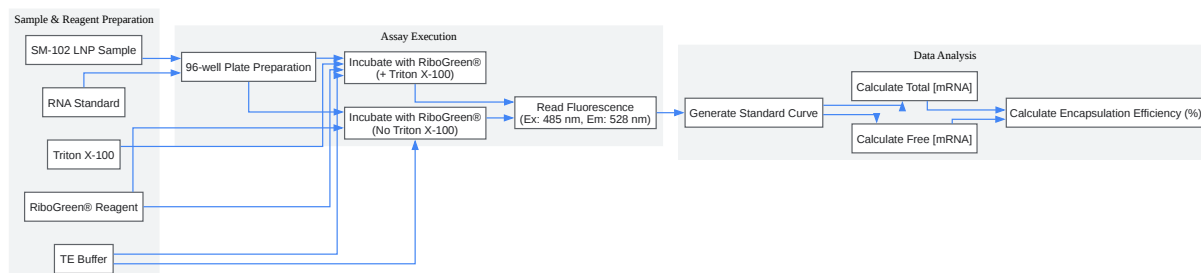 Sample & Reagent Preparation
SM-102 LNP Sample
RNA Standard
Triton X-100
RiboGreen® Reagent
TE Buffer
Assay Execution
96-well Plate Preparation
Incubate with RiboGreen®
(+ Triton X-100)
Incubate with RiboGreen®
(No Triton X-100)
Read Fluorescence
(Ex: 485 nm, Em: 528 nm)
Data Analysis
Generate Standard Curve
Calculate Total [mRNA]
Calculate Free [mRNA]
Calculate Encapsulation Efficiency (%)